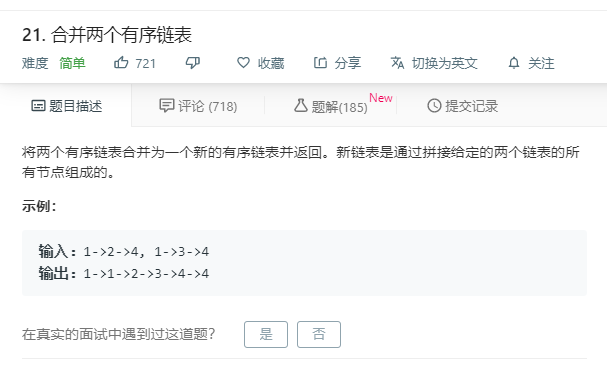 21. 合并两个有序链表
难度 简单 721 收藏 分享 切换为英文 关注
题目描述 评论 (718) 题解(185) New 提交记录
将两个有序链表合并为一个新的有序链表并返回。新链表是通过拼接给定的两个链表的所
有节点组成的。
示例：
输入：1->2->4, 1->3->4
输出：1->1->2->3->4->4
在真实的面试中遇到过这道题？ 是 否